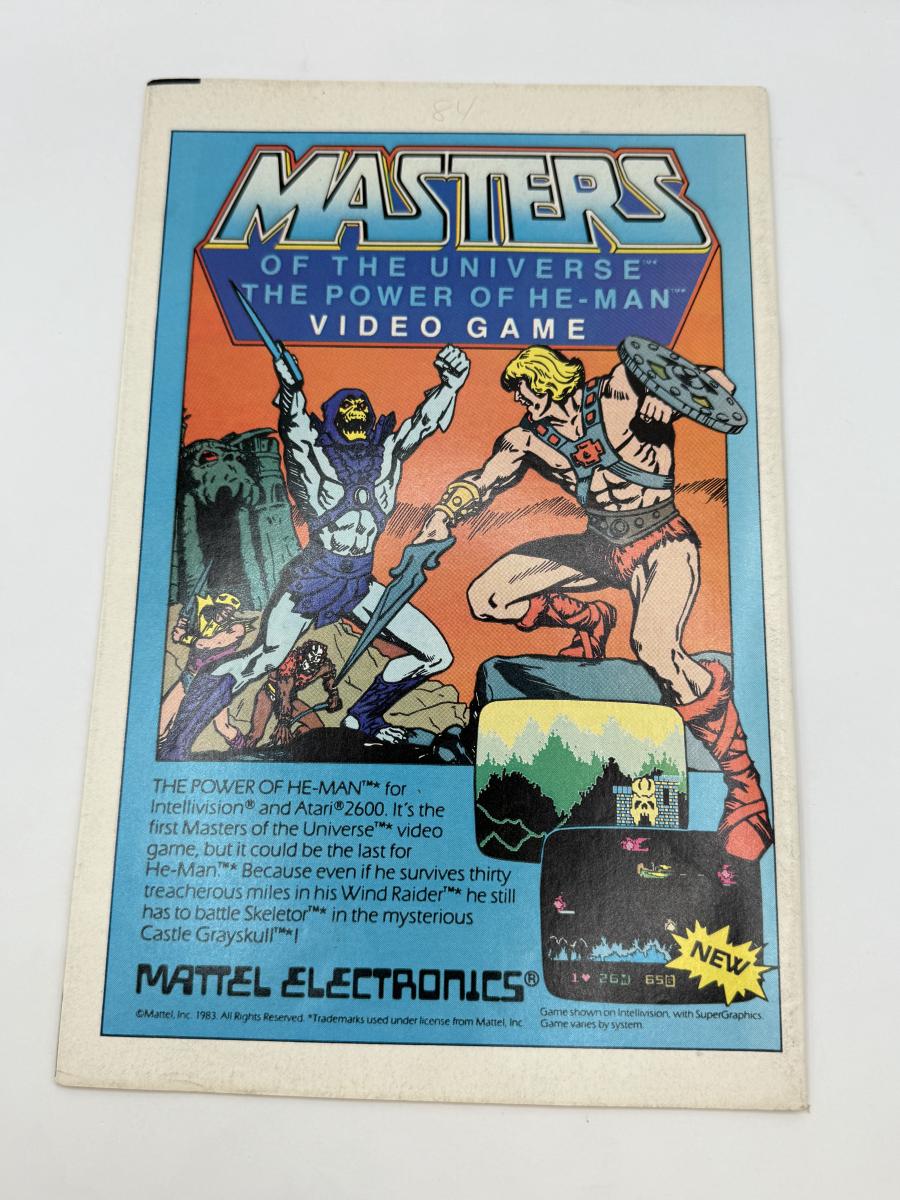 84
MASTERS
OF THE UNIVERSE™
THE POWER OF HE-MAN™
VIDEO GAME
THE POWER OF HE-MAN™* for
Intellivision® and Atari®2600. It's the
first Masters of the Universe™* video
game, but it could be the last for
He-Man.™* Because even if he survives thirty
treacherous miles in his Wind Raider™* he still
has to battle Skeletor™* in the mysterious
Castle Grayskull™*!
NEW
MATTEL ELECTRONICS®
©Mattel, Inc. 1983. All Rights Reserved. *Trademarks used under license from Mattel, Inc
Game shown on Intellivision, with SuperGraphics.
Game varies by system.